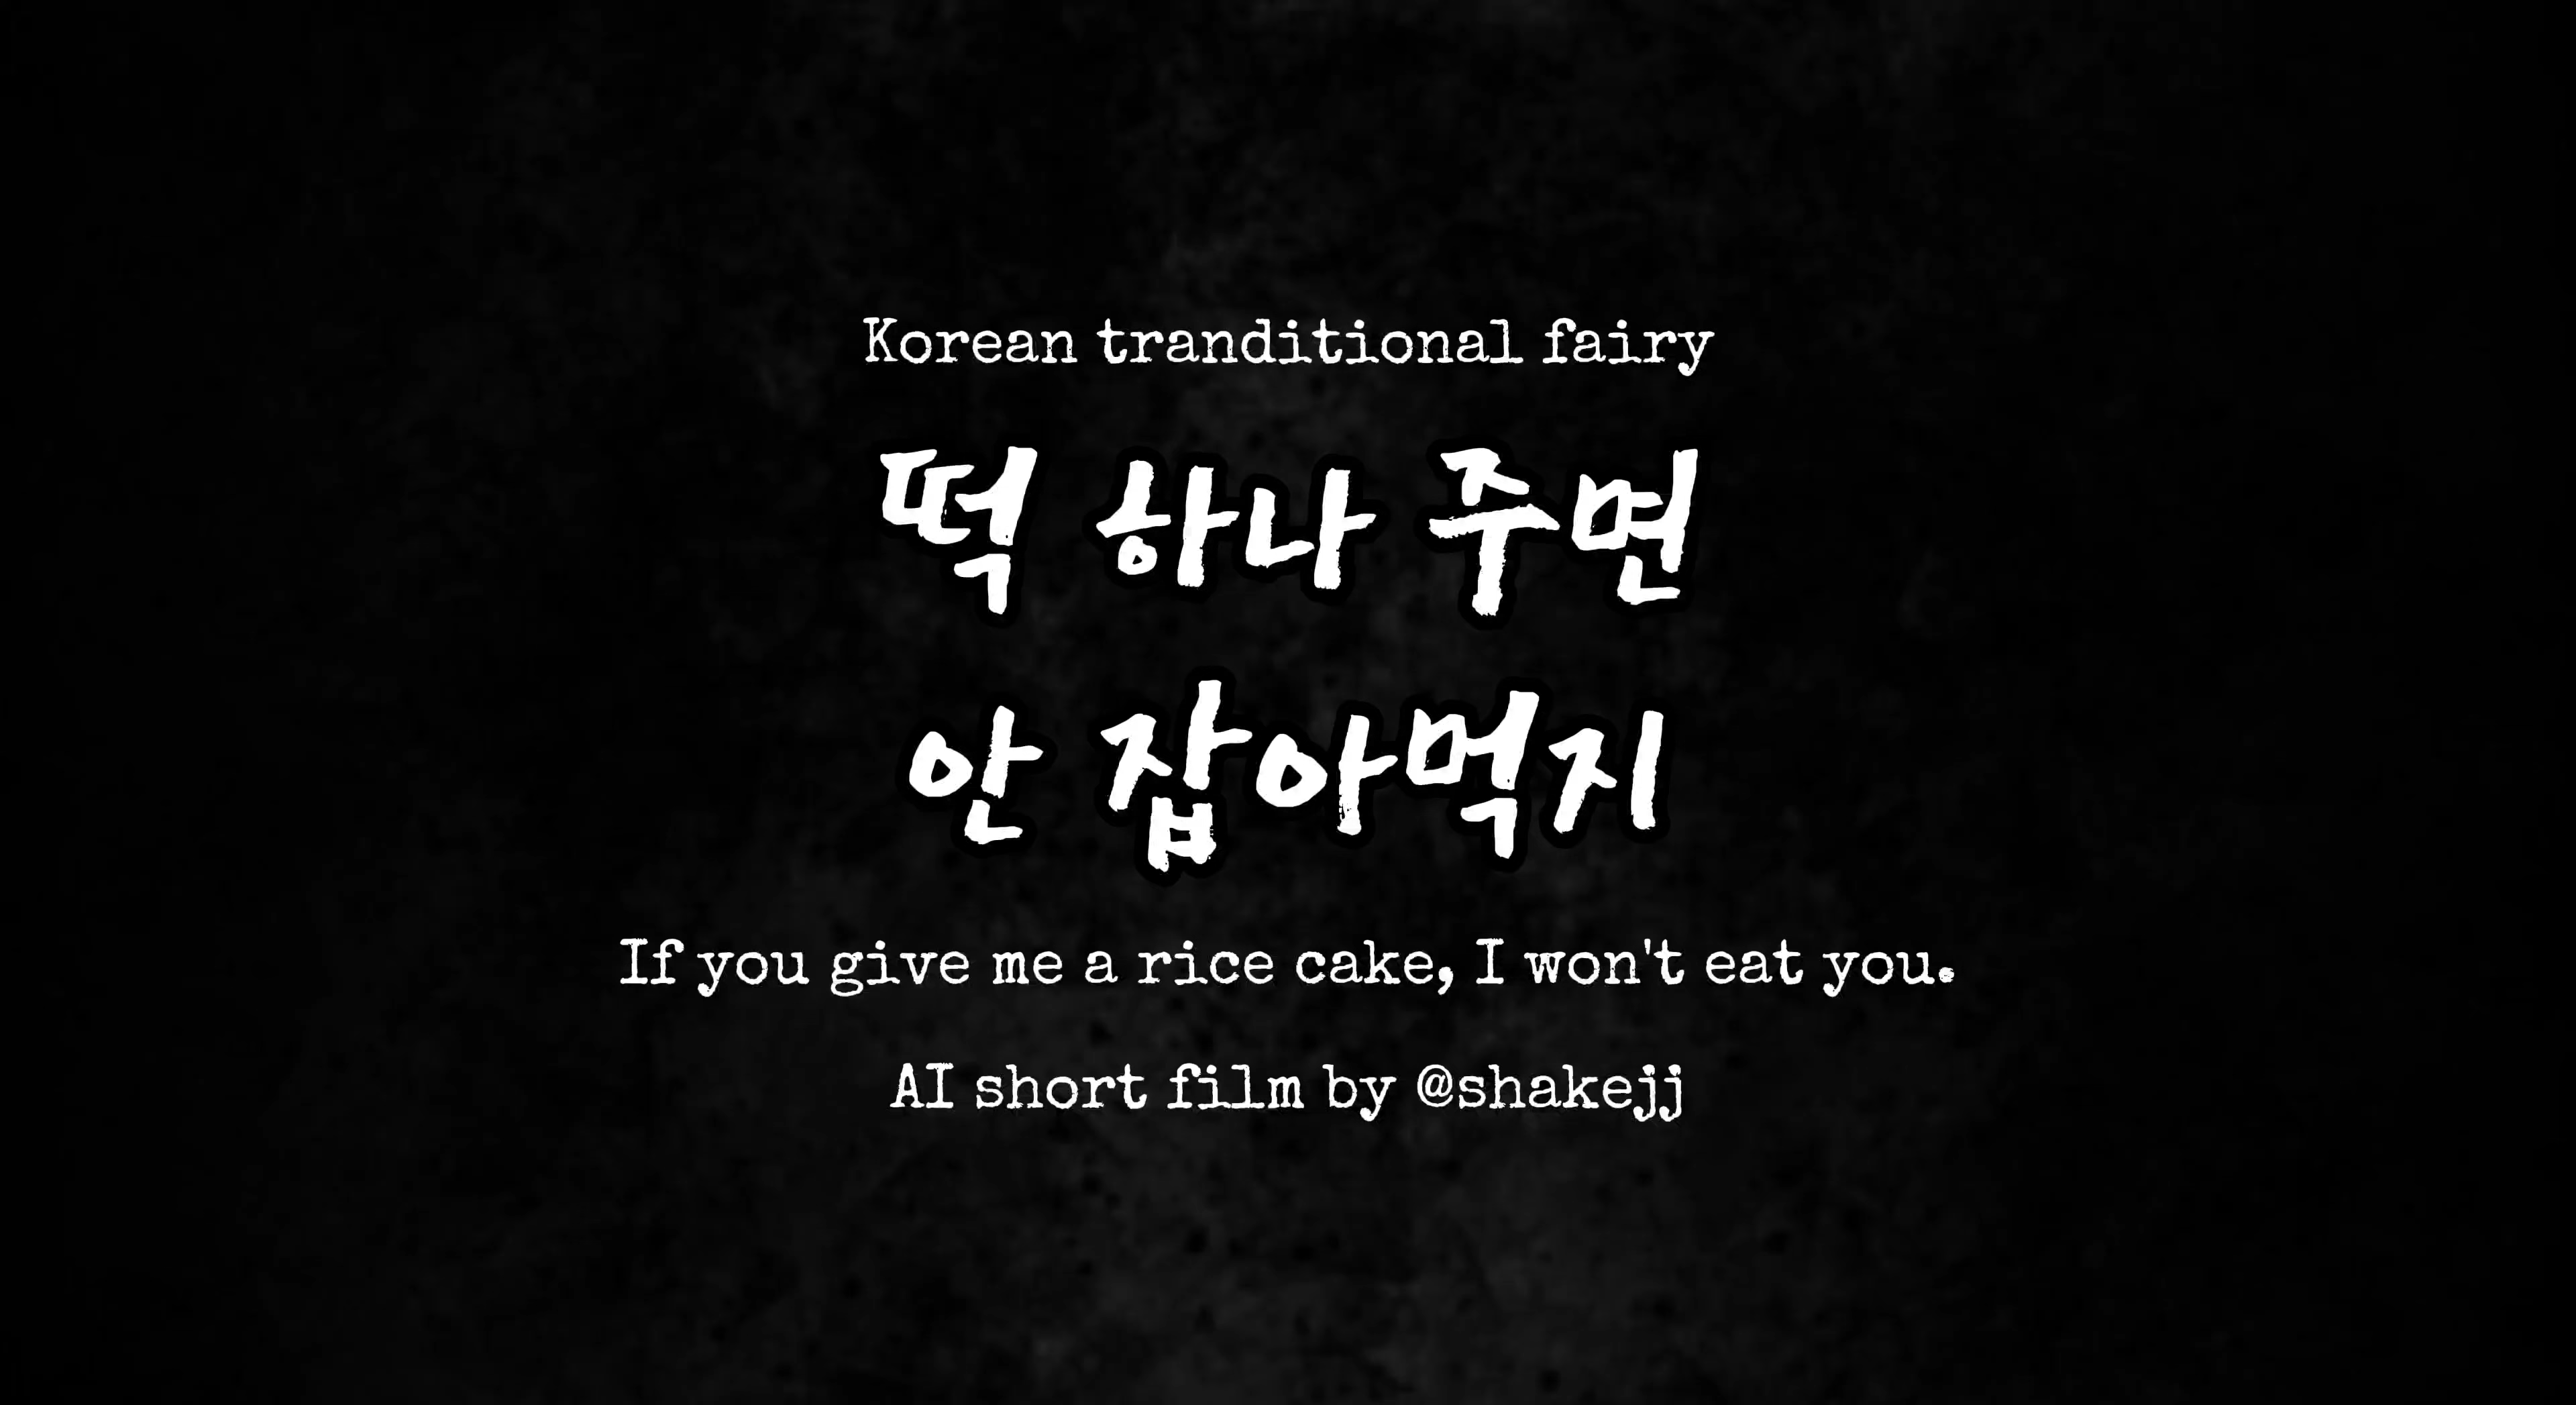 Korean tranditional fairy
떡 하나 주면
안 잡아먹지
If you give me a rice cake, I won't eat you.
AI short film by @shakejj